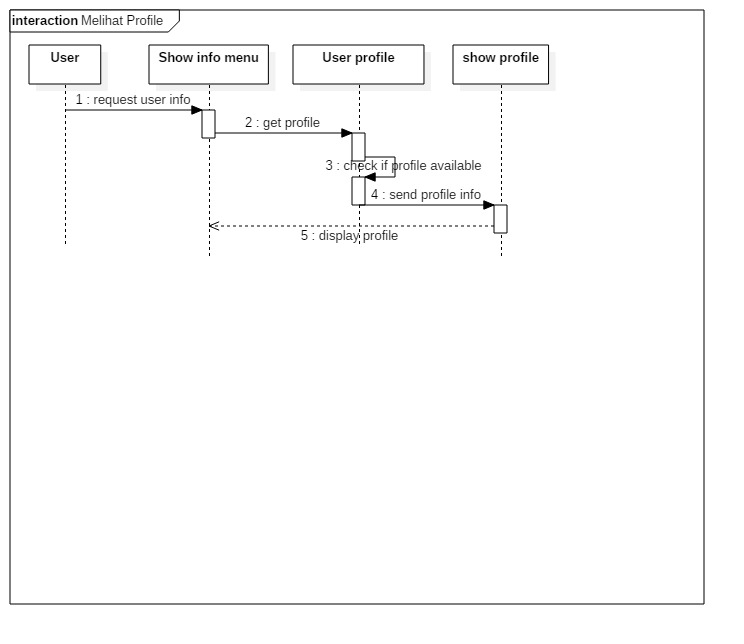 interaction Melihat Profile
User
Show info menu
User profile
show profile
1 : request user info
2 : get profile
3 : check if profile available
4 : send profile info
5 : display profile